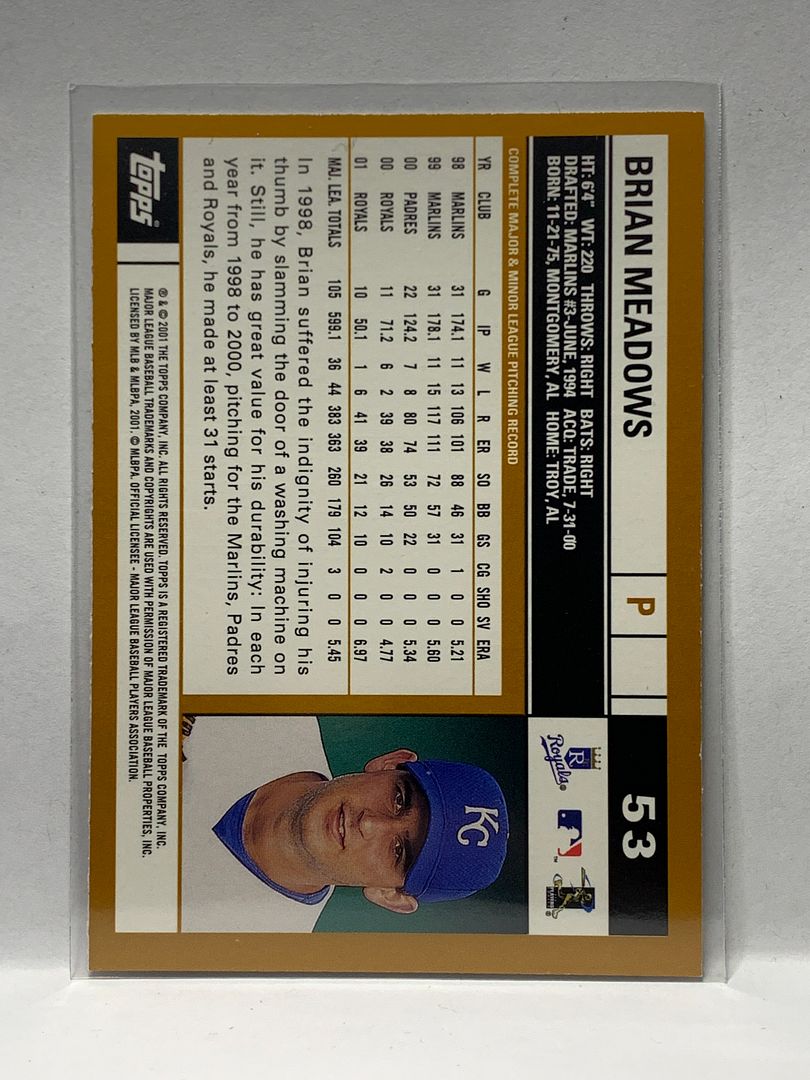 BRIAN MEADOWS P 53
HT: 6'4" WT: 220 THROWS: RIGHT BATS: RIGHT
DRAFTED: MARLINS #3-JUNE, 1994 ACQ: TRADE, 7-31-00
BORN: 11-21-75, MONTGOMERY, AL HOME: TROY, AL
Royals
COMPLETE MAJOR & MINOR LEAGUE PITCHING RECORD
YR CLUB G IP W L R ER SO BB GS CG SHO SV ERA
98 MARLINS 31 174.1 11 13 106 101 88 46 31 1 0 0 5.21
99 MARLINS 31 178.1 11 15 117 111 72 57 31 0 0 0 5.60
00 PADRES 22 124.2 7 8 80 74 53 50 22 0 0 0 5.34
00 ROYALS 11 71.2 6 2 39 38 26 14 10 2 0 0 4.77
01 ROYALS 10 50.1 1 6 41 39 21 12 10 0 0 0 6.97
MAJ. LEA. TOTALS 105 599.1 36 44 383 363 260 179 104 3 0 0 5.45
In 1998, Brian suffered the indignity of injuring his
thumb by slamming the door of a washing machine on
it. Still, he has great value for his durability: In each
year from 1998 to 2000, pitching for the Marlins, Padres
and Royals, he made at least 31 starts.
KC
TOPPS
® & © 2001 THE TOPPS COMPANY, INC. ALL RIGHTS RESERVED. TOPPS IS A REGISTERED TRADEMARK OF THE TOPPS COMPANY, INC.
MAJOR LEAGUE BASEBALL TRADEMARKS AND COPYRIGHTS ARE USED WITH PERMISSION OF MAJOR LEAGUE BASEBALL PROPERTIES, INC.
LICENSED BY MLB & MLBPA, 2001. © MLBPA. OFFICIAL LICENSEE - MAJOR LEAGUE BASEBALL PLAYERS ASSOCIATION.